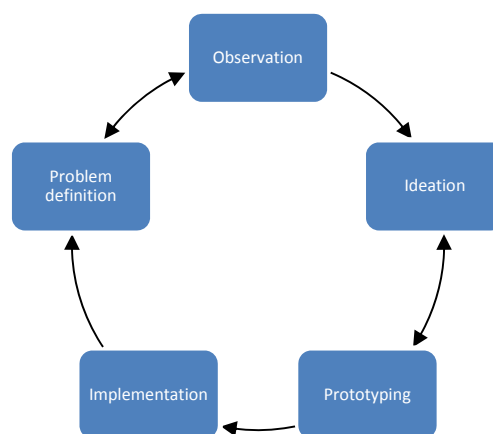 Observation
Ideation
Prototyping
Implementation
Problem
definition